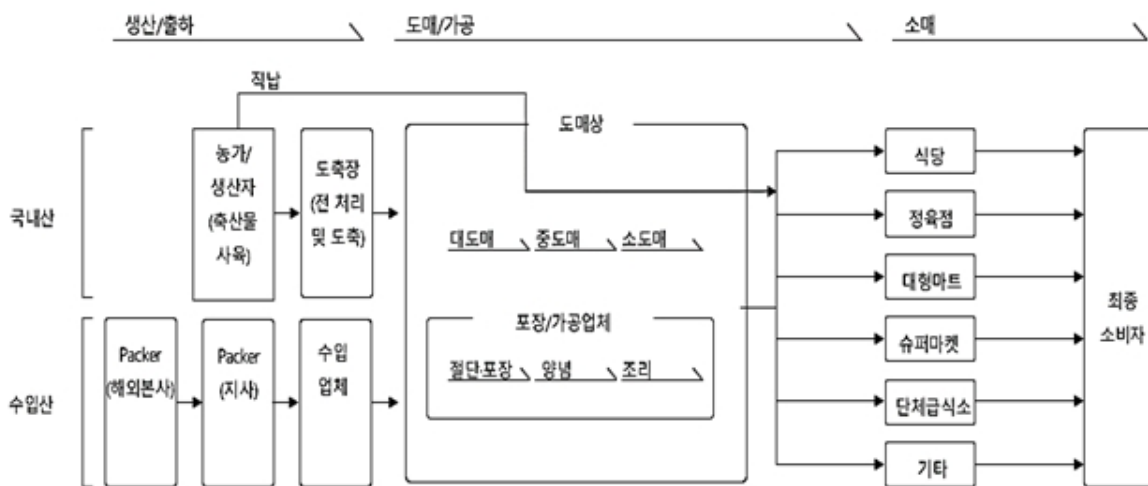 생산/출하
도매/가공
소매
직납
도매상
국내산
농가/
생산자
(축산물
사육)
도축장
(전 처리
및 도축)
대도매
중도매
소도매
포장/가공업체
절단·포장
양념
조리
수입산
Packer
(해외본사)
Packer
(지사)
수입
업체
식당
정육점
대형마트
슈퍼마켓
단체급식소
기타
최종
소비자